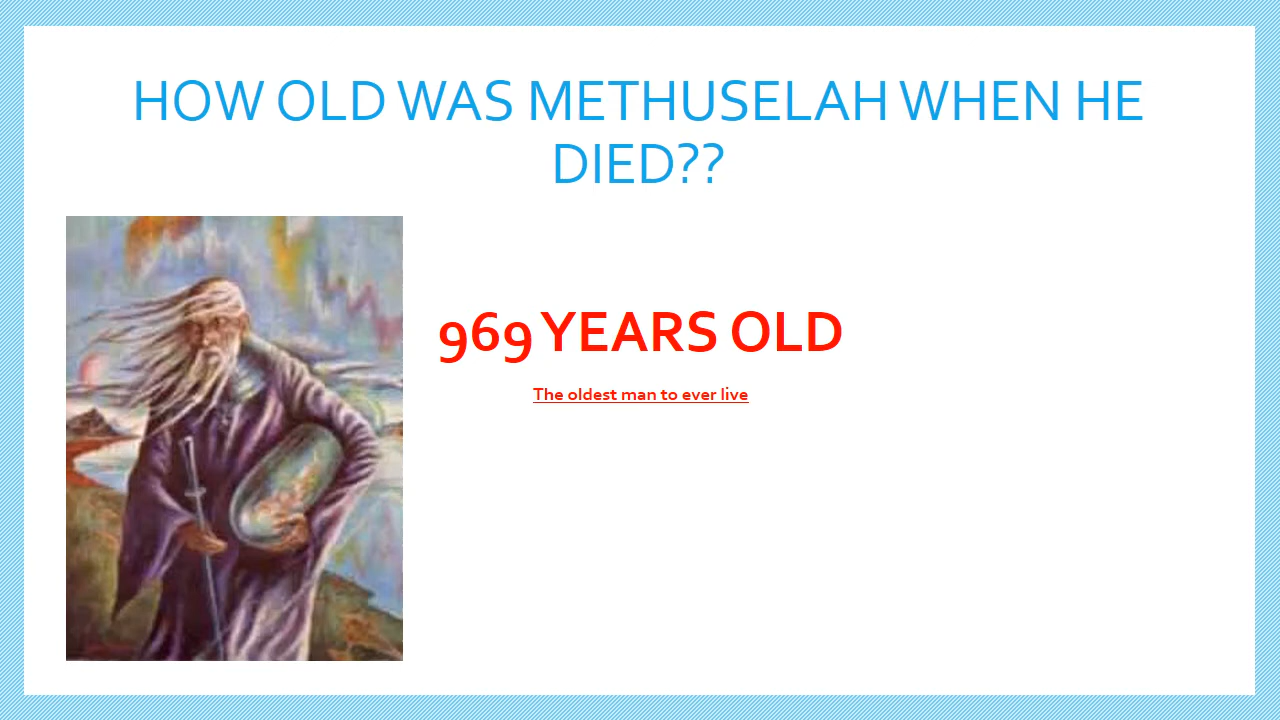 HOW OLD WAS METHUSELAH WHEN HE
DIED??
969 YEARS OLD
The oldest man to ever live